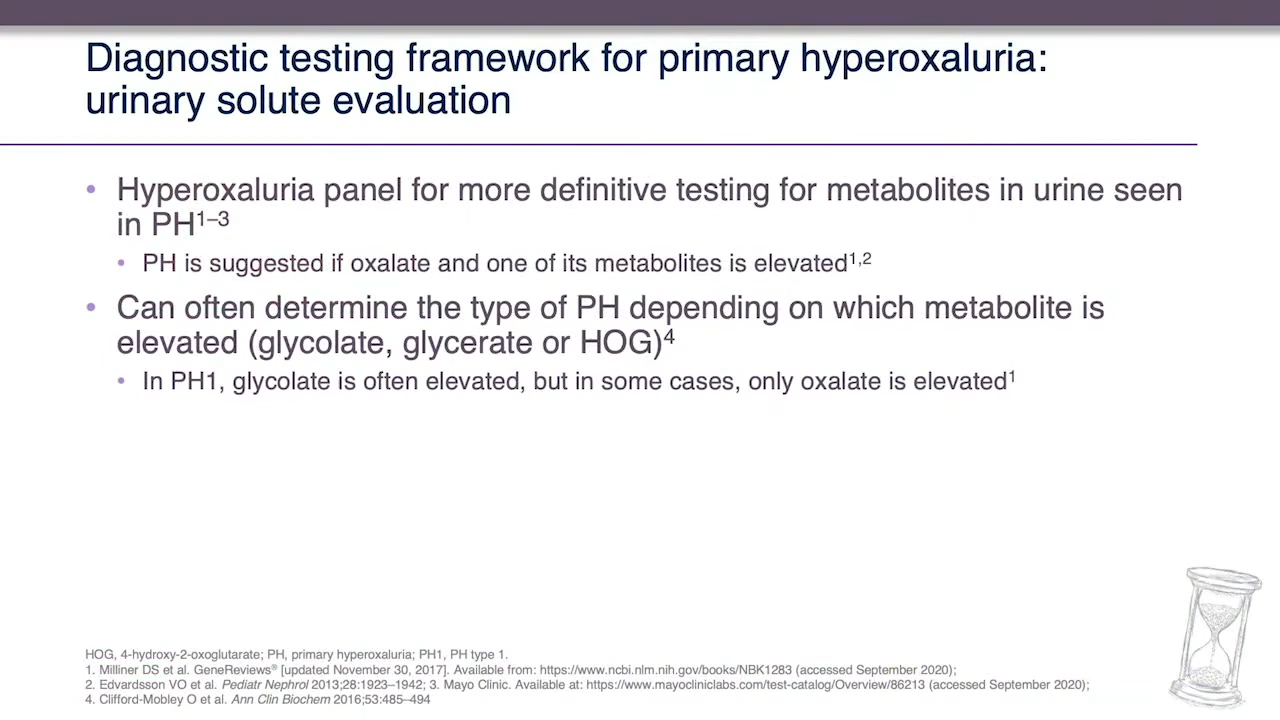 Diagnostic testing framework for primary hyperoxaluria:
urinary solute evaluation
• Hyperoxaluria panel for more definitive testing for metabolites in urine seen
in PH1–3
• PH is suggested if oxalate and one of its metabolites is elevated1,2
• Can often determine the type of PH depending on which metabolite is
elevated (glycolate, glycerate or HOG)4
• In PH1, glycolate is often elevated, but in some cases, only oxalate is elevated1
HOG, 4-hydroxy-2-oxoglutarate; PH, primary hyperoxaluria; PH1, PH type 1.
1. Milliner DS et al. GeneReviews® [updated November 30, 2017]. Available from: https://www.ncbi.nlm.nih.gov/books/NBK1283 (accessed September 2020);
2. Edvardsson VO et al. Pediatr Nephrol 2013;28:1923–1942; 3. Mayo Clinic. Available at: https://www.mayocliniclabs.com/test-catalog/Overview/86213 (accessed September 2020);
4. Clifford-Mobley O et al. Ann Clin Biochem 2016;53:485–494